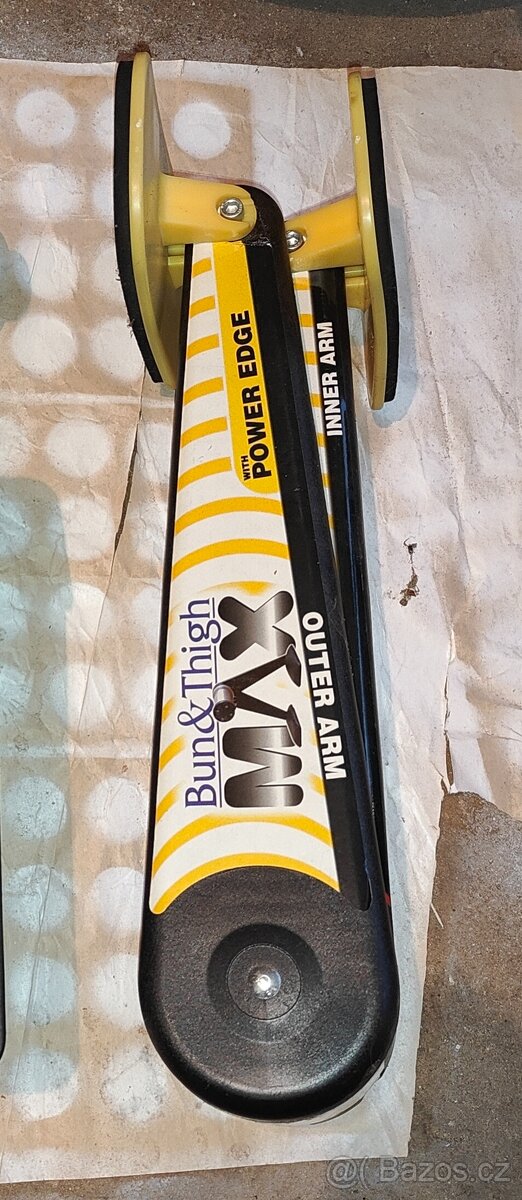 WITH
POWER EDGE
INNER ARM
Bun&Thigh
MAX
OUTER ARM
@( Bazos.cz